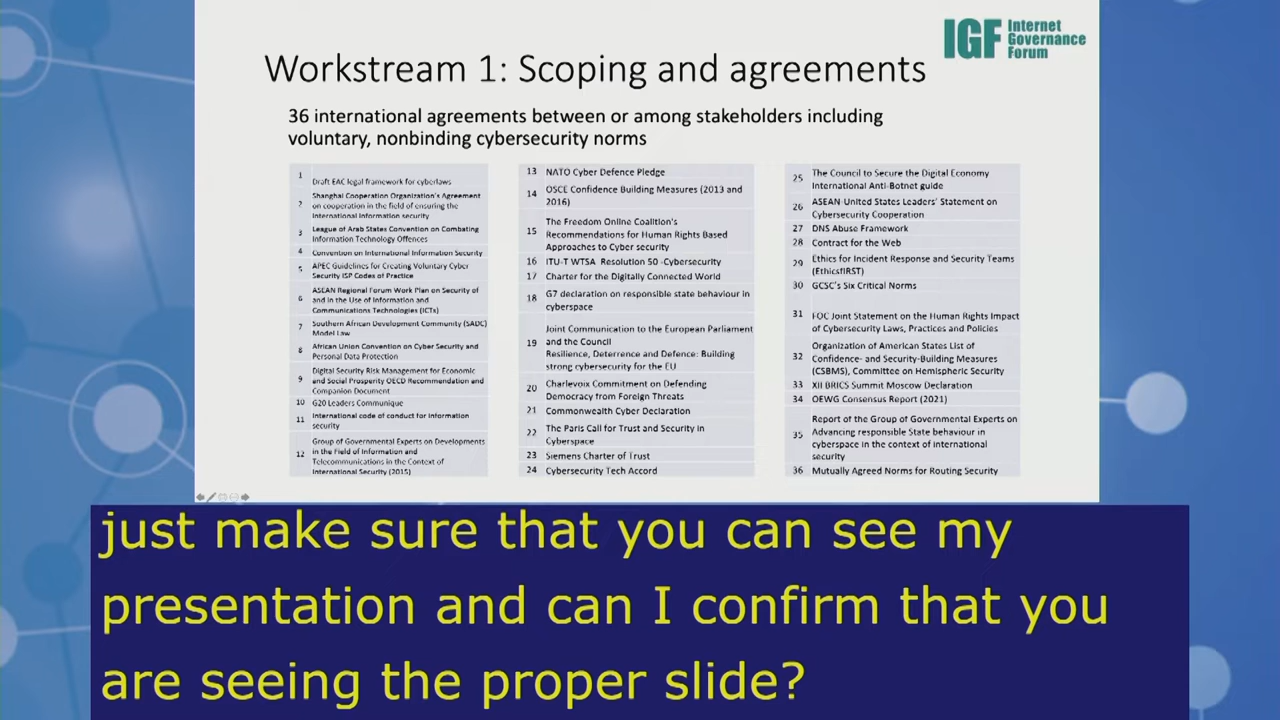 IGF Internet
Governance
Forum
Workstream 1: Scoping and agreements
36 international agreements between or among stakeholders including
voluntary, nonbinding cybersecurity norms
1 Draft EAC legal framework for cyberlaws
2 Shanghai Cooperation Organization's Agreement
on cooperation in the field of ensuring the
International information security
3 League of Arab States Convention on Combating
Information Technology Offences
4 Convention on International Information Security
5 APEC Guidelines for Creating Voluntary Cyber
Security ISP Codes of Practice
6 ASEAN Regional Forum Work Plan on Security of
and in the Use of Information and
Communications Technologies (ICTs)
7 Southern African Development Community (SADC)
Model Law
8 African Union Convention on Cyber Security and
Personal Data Protection
9 Digital Security Risk Management for Economic
and Social Prosperity OECD Recommendation and
Companion Document
10 G20 Leaders Communique
11 International code of conduct for information
security
12 Group of Governmental Experts on Developments
in the Field of Information and
Telecommunications in the Context of
International Security (2015)
13 NATO Cyber Defence Pledge
14 OSCE Confidence Building Measures (2013 and
2016)
15 The Freedom Online Coalition's
Recommendations for Human Rights Based
Approaches to Cyber security
16 ITU-T WTSA Resolution 50 -Cybersecurity
17 Charter for the Digitally Connected World
18 G7 declaration on responsible state behaviour in
cyberspace
19 Joint Communication to the European Parliament
and the Council
Resilience, Deterrence and Defence: Building
strong cybersecurity for the EU
20 Charlevoix Commitment on Defending
Democracy from Foreign Threats
21 Commonwealth Cyber Declaration
22 The Paris Call for Trust and Security in
Cyberspace
23 Siemens Charter of Trust
24 Cybersecurity Tech Accord
25 The Council to Secure the Digital Economy
International Anti-Botnet guide
26 ASEAN-United States Leaders' Statement on
Cybersecurity Cooperation
27 DNS Abuse Framework
28 Contract for the Web
29 Ethics for Incident Response and Security Teams
(EthicsfIRST)
30 GCSC's Six Critical Norms
31 FOC Joint Statement on the Human Rights Impact
of Cybersecurity Laws, Practices and Policies
32 Organization of American States List of
Confidence- and Security-Building Measures
(CSBMS), Committee on Hemispheric Security
33 XII BRICS Summit Moscow Declaration
34 OEWG Consensus Report (2021)
35 Report of the Group of Governmental Experts on
Advancing responsible State behaviour in
cyberspace in the context of international
security
36 Mutually Agreed Norms for Routing Security
just make sure that you can see my
presentation and can I confirm that you
are seeing the proper slide?